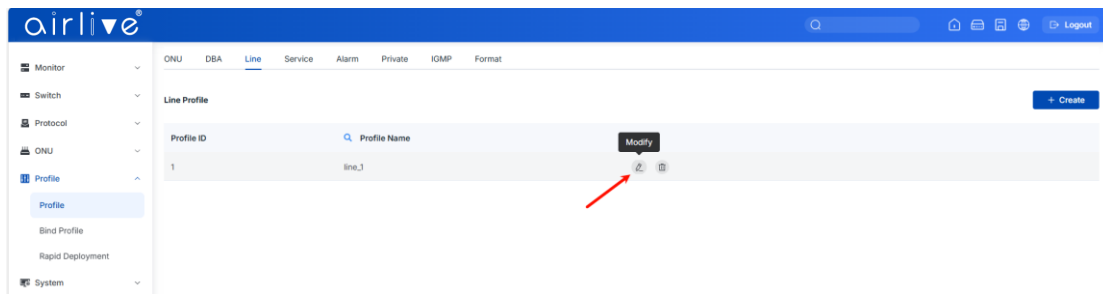 airlive®
Logout
Monitor
Switch
Protocol
ONU
Profile
Profile
Bind Profile
Rapid Deployment
System
ONU DBA Line Service Alarm Private IGMP Format
Line Profile
+ Create
Profile ID Profile Name
Modify
1 line_1